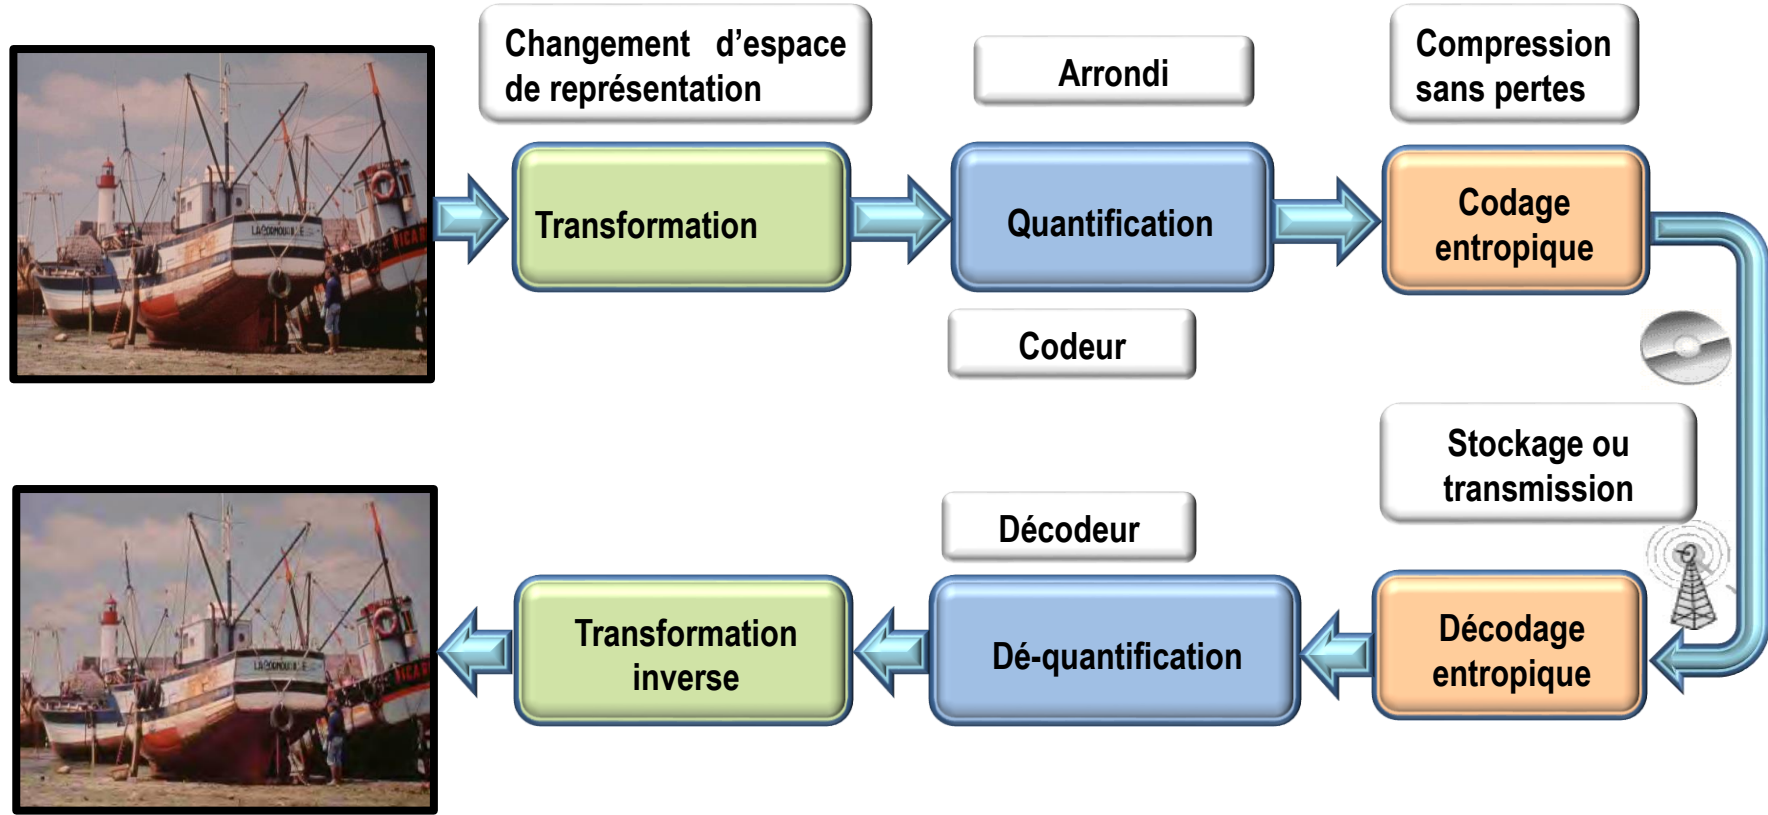 Changement d'espace
de représentation
Arrondi
Compression
sans pertes
Transformation
Quantification
Codage
entropique
Codeur
Stockage ou
transmission
Décodeur
Transformation
inverse
Dé-quantification
Décodage
entropique